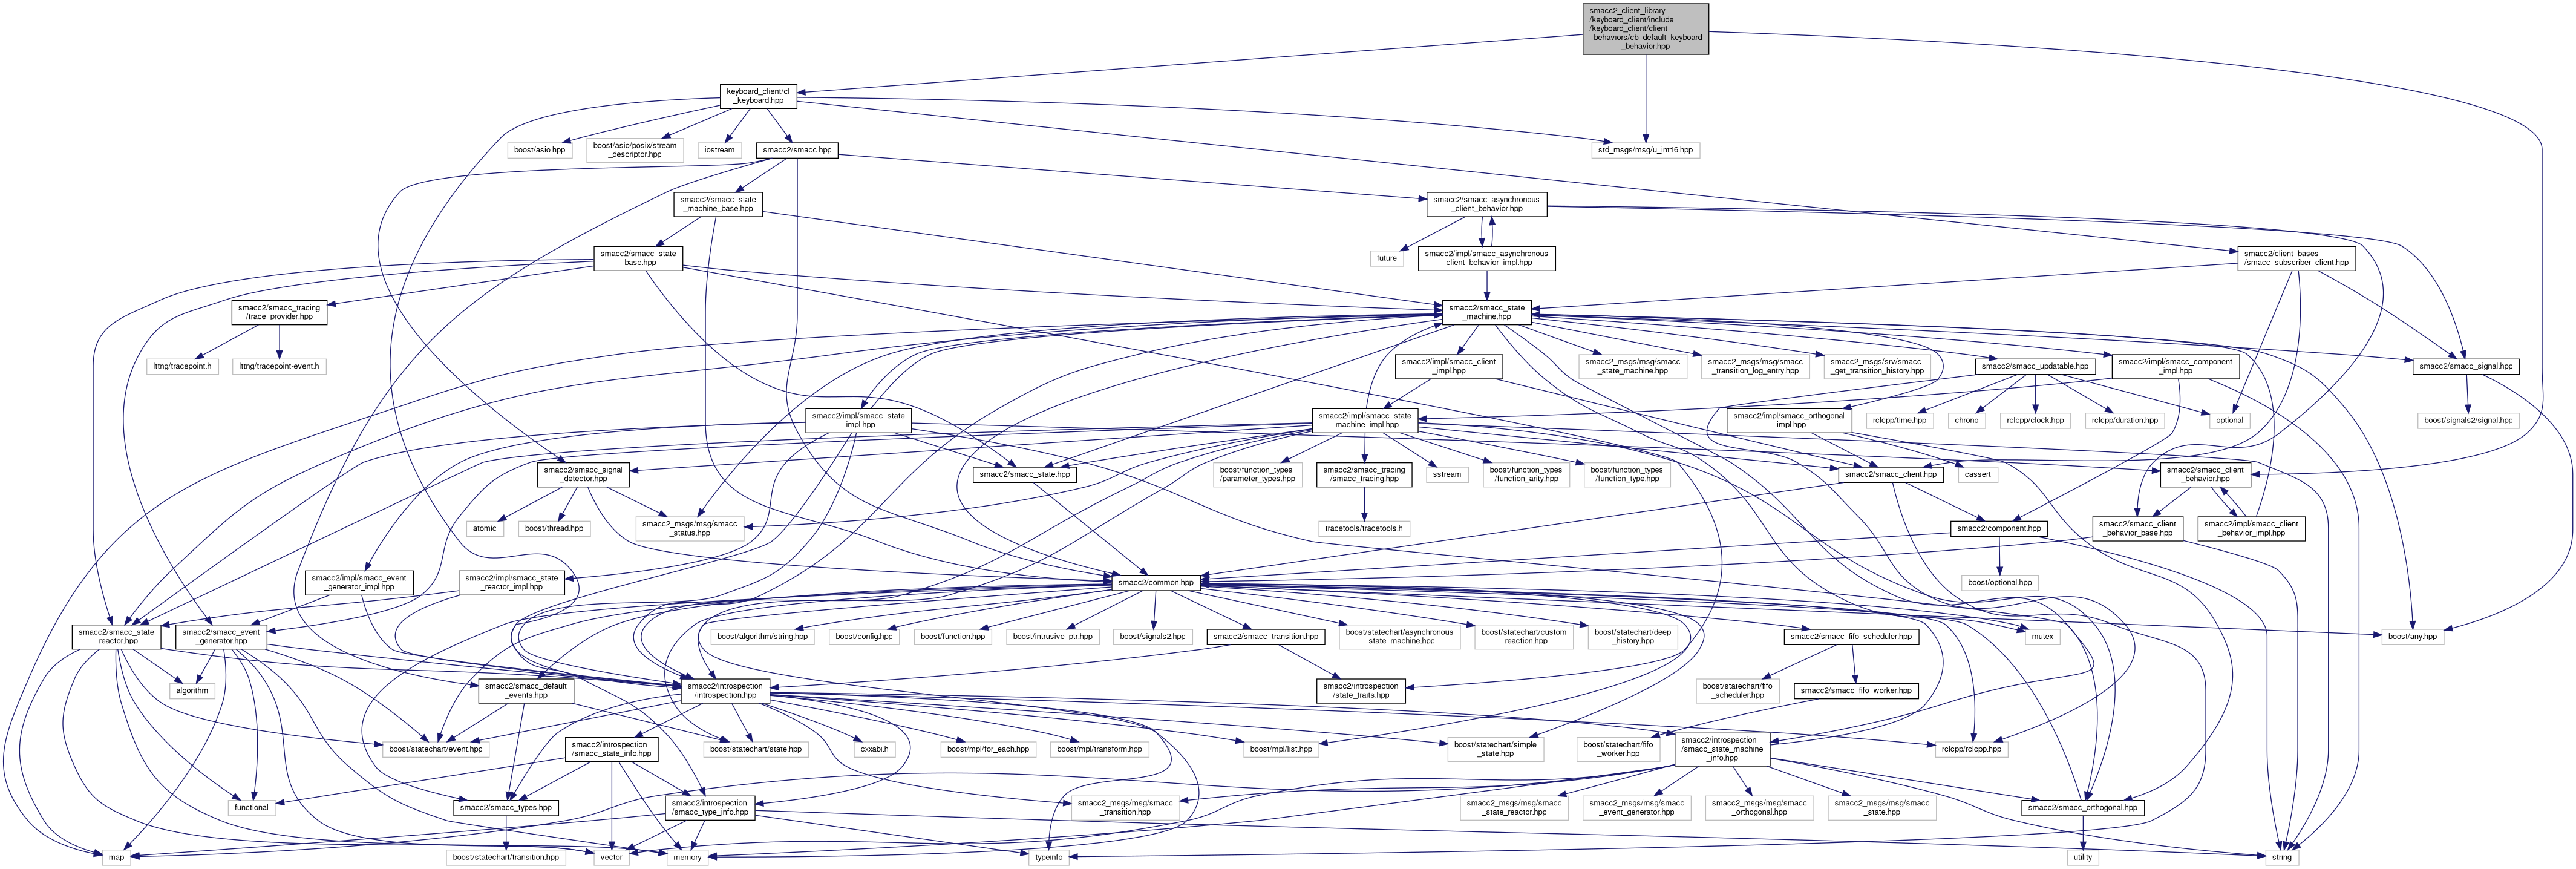 smacc2_client_library
/keyboard_client/include
/keyboard_client/client
_behaviors/cb_default_keyboard
_behavior.hpp
keyboard_client/cl
_keyboard.hpp
boost/asio.hpp
boost/asio/posix/stream
_descriptor.hpp
iostream
smacc2/smacc.hpp
std_msgs/msg/u_int16.hpp
smacc2/smacc_state
_machine_base.hpp
smacc2/smacc_asynchronous
_client_behavior.hpp
smacc2/smacc_state
_base.hpp
future
smacc2/impl/smacc_asynchronous
_client_behavior_impl.hpp
smacc2/client_bases
/smacc_subscriber_client.hpp
smacc2/smacc_tracing
/trace_provider.hpp
smacc2/smacc_state
_machine.hpp
lttng/tracepoint.h
lttng/tracepoint-event.h
smacc2/impl/smacc_client
_impl.hpp
smacc2_msgs/msg/smacc
_state_machine.hpp
smacc2_msgs/msg/smacc
_transition_log_entry.hpp
smacc2_msgs/srv/smacc
_get_transition_history.hpp
smacc2/smacc_updatable.hpp
smacc2/impl/smacc_component
_impl.hpp
smacc2/smacc_signal.hpp
smacc2/impl/smacc_state
_impl.hpp
smacc2/impl/smacc_state
_machine_impl.hpp
smacc2/impl/smacc_orthogonal
_impl.hpp
rclcpp/time.hpp
chrono
rclcpp/clock.hpp
rclcpp/duration.hpp
optional
boost/signals2/signal.hpp
smacc2/smacc_signal
_detector.hpp
smacc2/smacc_state.hpp
boost/function_types
/parameter_types.hpp
smacc2/smacc_tracing
/smacc_tracing.hpp
sstream
boost/function_types
/function_arity.hpp
boost/function_types
/function_type.hpp
smacc2/smacc_client.hpp
cassert
smacc2/smacc_client
_behavior.hpp
atomic
boost/thread.hpp
smacc2_msgs/msg/smacc
_status.hpp
tracetools/tracetools.h
smacc2/component.hpp
smacc2/smacc_client
_behavior_base.hpp
smacc2/impl/smacc_client
_behavior_impl.hpp
smacc2/impl/smacc_event
_generator_impl.hpp
smacc2/impl/smacc_state
_reactor_impl.hpp
smacc2/common.hpp
boost/optional.hpp
smacc2/smacc_state
_reactor.hpp
smacc2/smacc_event
_generator.hpp
boost/algorithm/string.hpp
boost/config.hpp
boost/function.hpp
boost/intrusive_ptr.hpp
boost/signals2.hpp
smacc2/smacc_transition.hpp
boost/statechart/asynchronous
_state_machine.hpp
boost/statechart/custom
_reaction.hpp
boost/statechart/deep
_history.hpp
smacc2/smacc_fifo_scheduler.hpp
mutex
boost/any.hpp
algorithm
smacc2/smacc_default
_events.hpp
smacc2/introspection
/introspection.hpp
smacc2/introspection
/state_traits.hpp
boost/statechart/fifo
_scheduler.hpp
smacc2/smacc_fifo_worker.hpp
boost/statechart/event.hpp
smacc2/introspection
/smacc_state_info.hpp
boost/statechart/state.hpp
cxxabi.h
boost/mpl/for_each.hpp
boost/mpl/transform.hpp
boost/mpl/list.hpp
boost/statechart/simple
_state.hpp
boost/statechart/fifo
_worker.hpp
smacc2/introspection
/smacc_state_machine
_info.hpp
rclcpp/rclcpp.hpp
functional
smacc2/smacc_types.hpp
smacc2/introspection
/smacc_type_info.hpp
smacc2_msgs/msg/smacc
_transition.hpp
smacc2_msgs/msg/smacc
_state_reactor.hpp
smacc2_msgs/msg/smacc
_event_generator.hpp
smacc2_msgs/msg/smacc
_orthogonal.hpp
smacc2_msgs/msg/smacc
_state.hpp
smacc2/smacc_orthogonal.hpp
map
boost/statechart/transition.hpp
vector
memory
typeinfo
utility
string